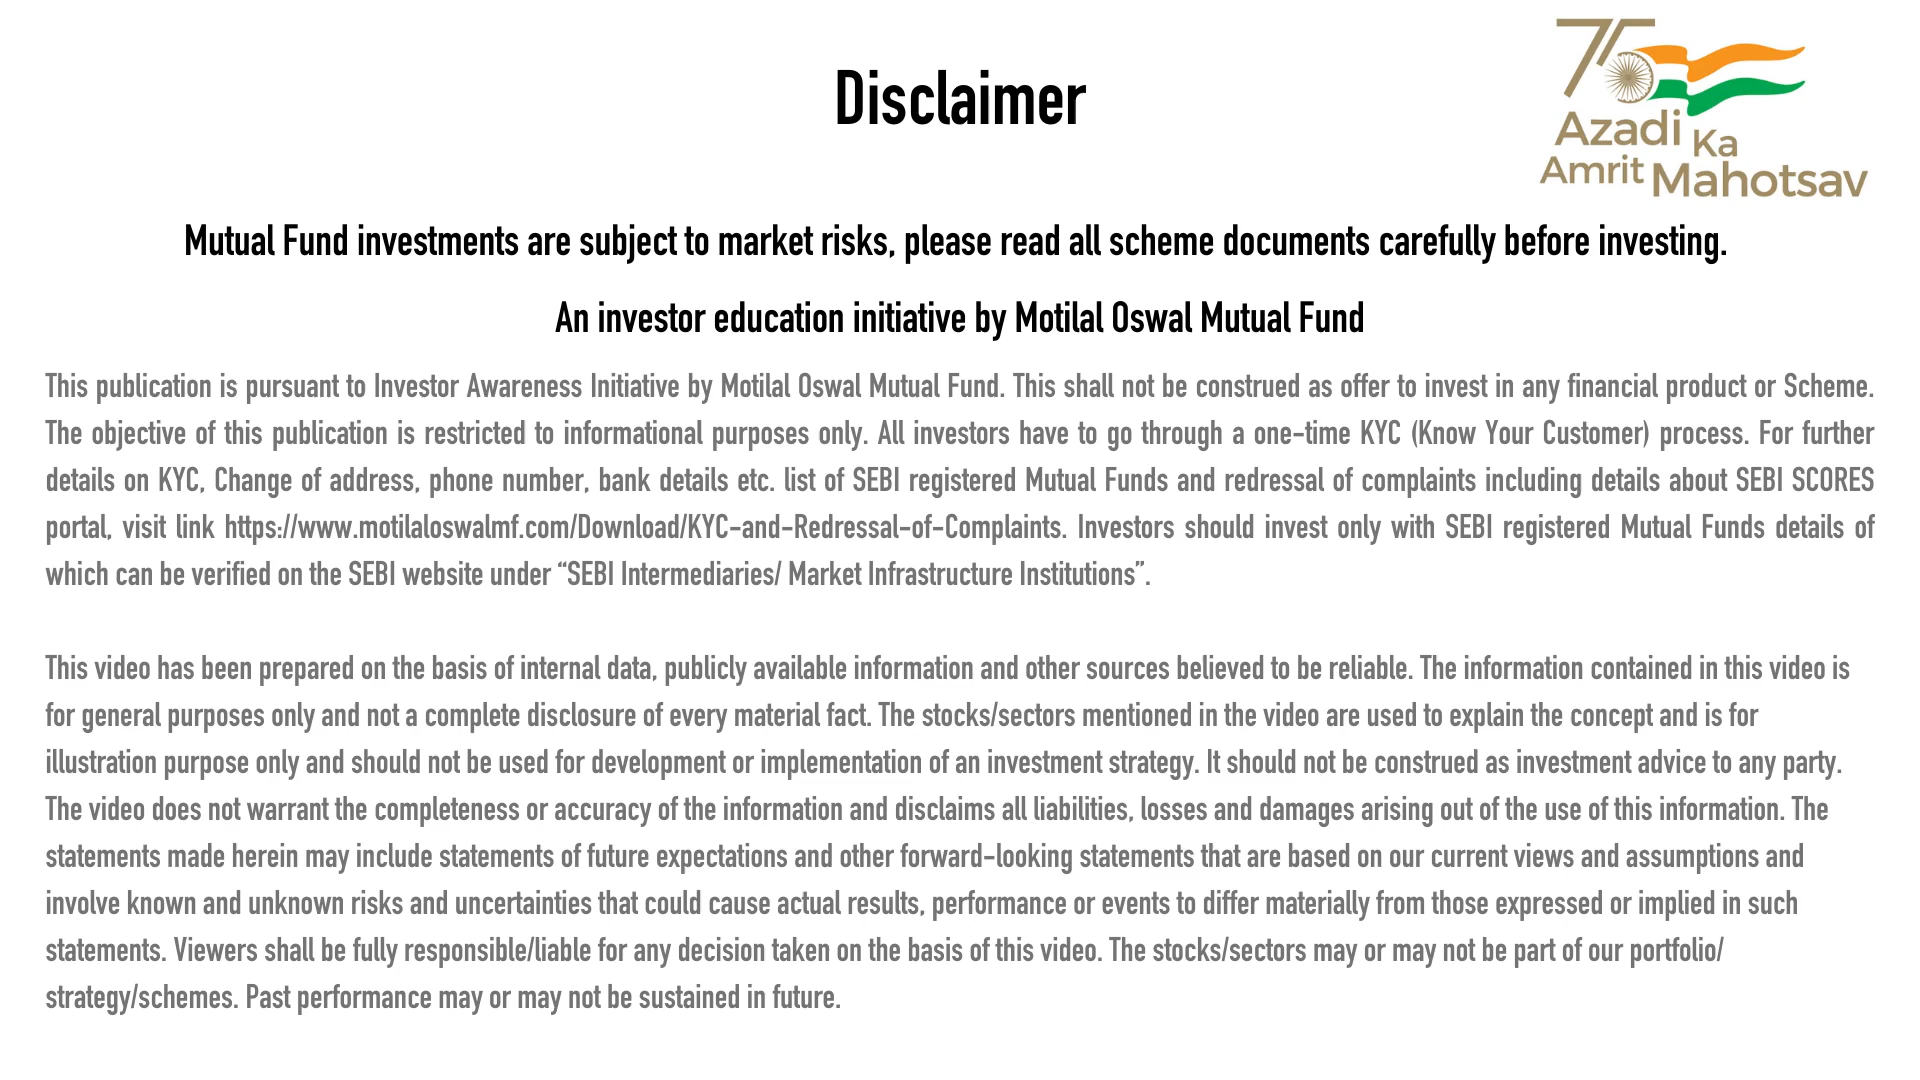 Disclaimer
75
Azadi Ka
Amrit Mahotsav
Mutual Fund investments are subject to market risks, please read all scheme documents carefully before investing.
An investor education initiative by Motilal Oswal Mutual Fund
This publication is pursuant to Investor Awareness Initiative by Motilal Oswal Mutual Fund. This shall not be construed as offer to invest in any financial product or Scheme.
The objective of this publication is restricted to informational purposes only. All investors have to go through a one-time KYC (Know Your Customer) process. For further
details on KYC, Change of address, phone number, bank details etc. list of SEBI registered Mutual Funds and redressal of complaints including details about SEBI SCORES
portal, visit link https://www.motilaloswalmf.com/Download/KYC-and-Redressal-of-Complaints. Investors should invest only with SEBI registered Mutual Funds details of
which can be verified on the SEBI website under “SEBI Intermediaries/ Market Infrastructure Institutions”.
This video has been prepared on the basis of internal data, publicly available information and other sources believed to be reliable. The information contained in this video is
for general purposes only and not a complete disclosure of every material fact. The stocks/sectors mentioned in the video are used to explain the concept and is for
illustration purpose only and should not be used for development or implementation of an investment strategy. It should not be construed as investment advice to any party.
The video does not warrant the completeness or accuracy of the information and disclaims all liabilities, losses and damages arising out of the use of this information. The
statements made herein may include statements of future expectations and other forward-looking statements that are based on our current views and assumptions and
involve known and unknown risks and uncertainties that could cause actual results, performance or events to differ materially from those expressed or implied in such
statements. Viewers shall be fully responsible/liable for any decision taken on the basis of this video. The stocks/sectors may or may not be part of our portfolio/
strategy/schemes. Past performance may or may not be sustained in future.